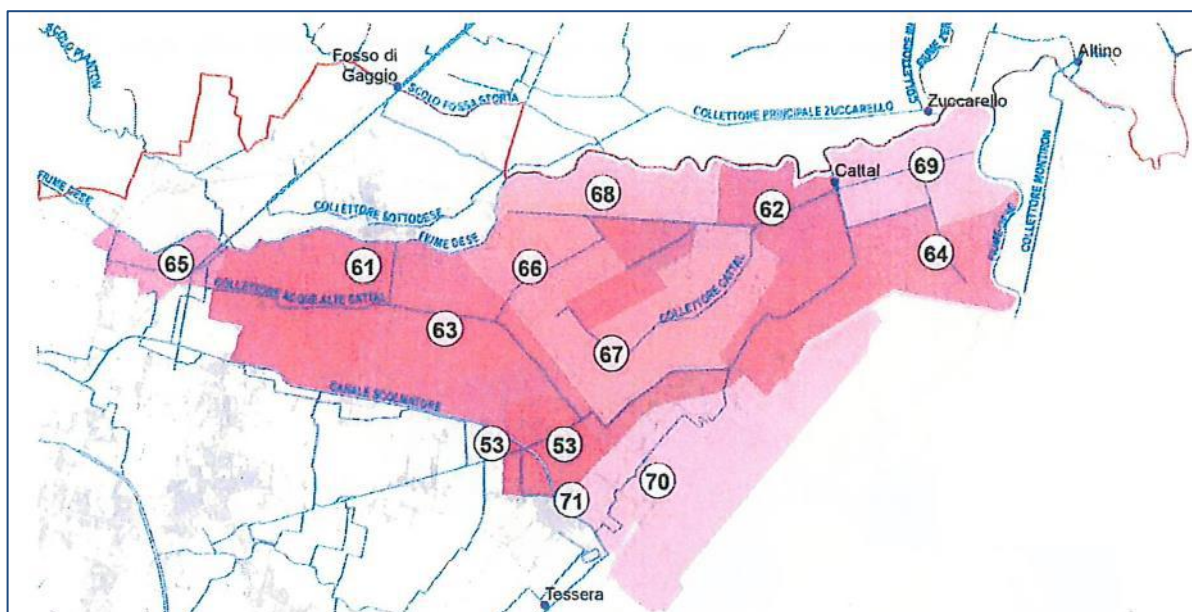 SCOLO
Fosso di
Gaggio
SCOLO FOSSA STORTA
COLLETTORE PRINCIPALE ZUCCARELLO
Zuccarello
Altino
COLLETTORE MONTIRON
FIUME DESE
COLLETTORE SOTTODESE
FIUME DESE
Cattal
69
68
62
65
61
66
64
COLLETTORE ACQUE ALTE CATTAL
COLLETTORE CATTAL
63
67
CANALE SCOLMATORE
53
53
70
71
Tessera